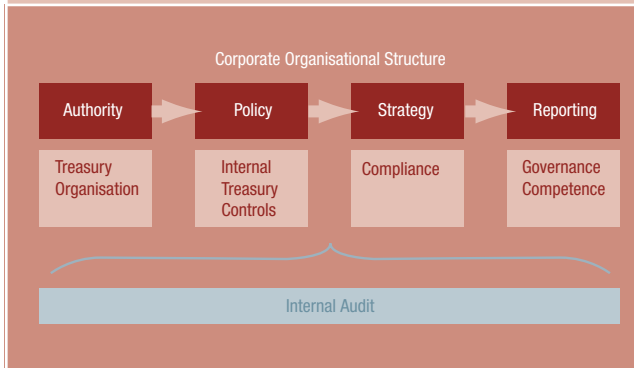 Corporate Organisational Structure
Authority
Policy
Strategy
Reporting
Treasury
Organisation
Internal
Treasury
Controls
Compliance
Governance
Competence
Internal Audit